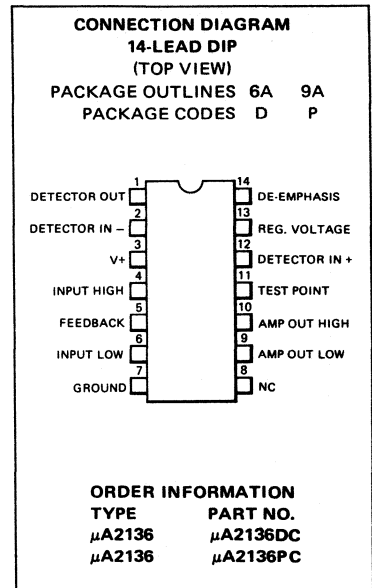 CONNECTION DIAGRAM
14-LEAD DIP
(TOP VIEW)
PACKAGE OUTLINES 6A 9A
PACKAGE CODES D P
1 14
DETECTOR OUT DE-EMPHASIS
2 13
DETECTOR IN − REG. VOLTAGE
3 12
V+ DETECTOR IN +
4 11
INPUT HIGH TEST POINT
5 10
FEEDBACK AMP OUT HIGH
6 9
INPUT LOW AMP OUT LOW
7 8
GROUND NC
ORDER INFORMATION
TYPE PART NO.
μA2136 μA2136DC
μA2136 μA2136PC